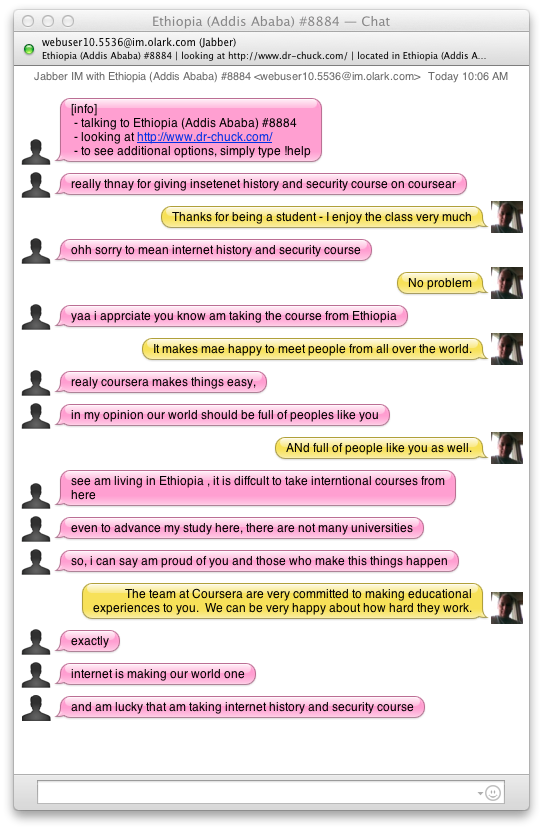 Ethiopia (Addis Ababa) #8884 — Chat
webuser10.5536@im.olark.com (Jabber)
Ethiopia (Addis Ababa) #8884 | looking at http://www.dr-chuck.com/ | located in Ethiopia (Addis A...
Jabber IM with Ethiopia (Addis Ababa) #8884 <webuser10.5536@im.olark.com> Today 10:06 AM
[info]
- talking to Ethiopia (Addis Ababa) #8884
- looking at http://www.dr-chuck.com/
- to see additional options, simply type !help
really thnay for giving insetenet history and security course on coursear
Thanks for being a student - I enjoy the class very much
ohh sorry to mean internet history and security course
No problem
yaa i apprciate you know am taking the course from Ethiopia
It makes mae happy to meet people from all over the world.
realy coursera makes things easy,
in my opinion our world should be full of peoples like you
ANd full of people like you as well.
see am living in Ethiopia , it is diffcult to take interntional courses from
here
even to advance my study here, there are not many universities
so, i can say am proud of you and those who make this things happen
The team at Coursera are very committed to making educational
experiences to you. We can be very happy about how hard they work.
exactly
internet is making our world one
and am lucky that am taking internet history and security course